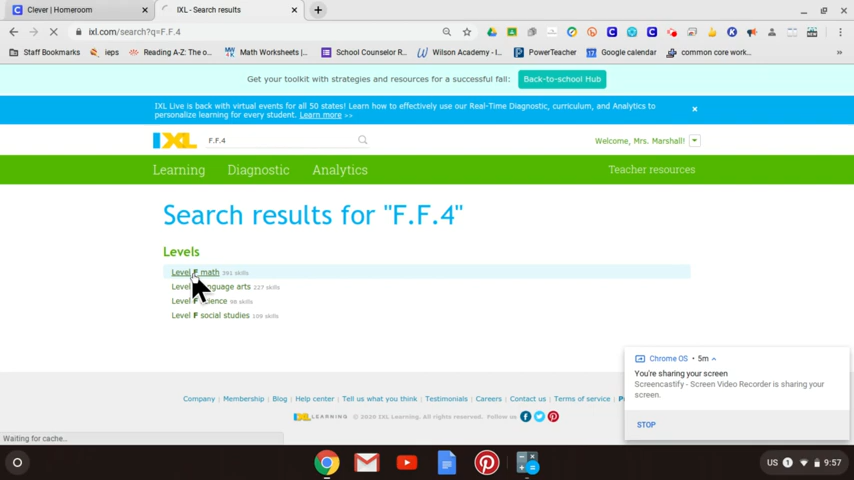 Clever | Homeroom
IXL - Search results
ixl.com/search?q=F.F.4
Staff Bookmarks ieps Reading A-Z: The o... Math Worksheets |... School Counselor R... Wilson Academy - I... PowerTeacher Google calendar common core work...
Get your toolkit with strategies and resources for a successful fall: Back-to-school Hub
IXL Live is back with virtual events for all 50 states! Learn how to effectively use our Real-Time Diagnostic, curriculum, and Analytics to
personalize learning for every student. Learn more >>
IXL F.F.4 Welcome, Mrs. Marshall!
Learning Diagnostic Analytics Teacher resources
Search results for "F.F.4"
Levels
Level F math 281 skills
Level guage arts 227 skills
Level F ience 98 skills
Level F social studies 109 skills
Chrome OS • 5m
You're sharing your screen
Screencastify - Screen Video Recorder is sharing your
screen.
STOP
Company | Membership | Blog | Help center | Tell us what you think | Testimonials | Careers | Contact us | Terms of service | P
IXL LEARNING © 2020 IXL Learning. All rights reserved. Follow us
Waiting for cache..
US 1 9:57